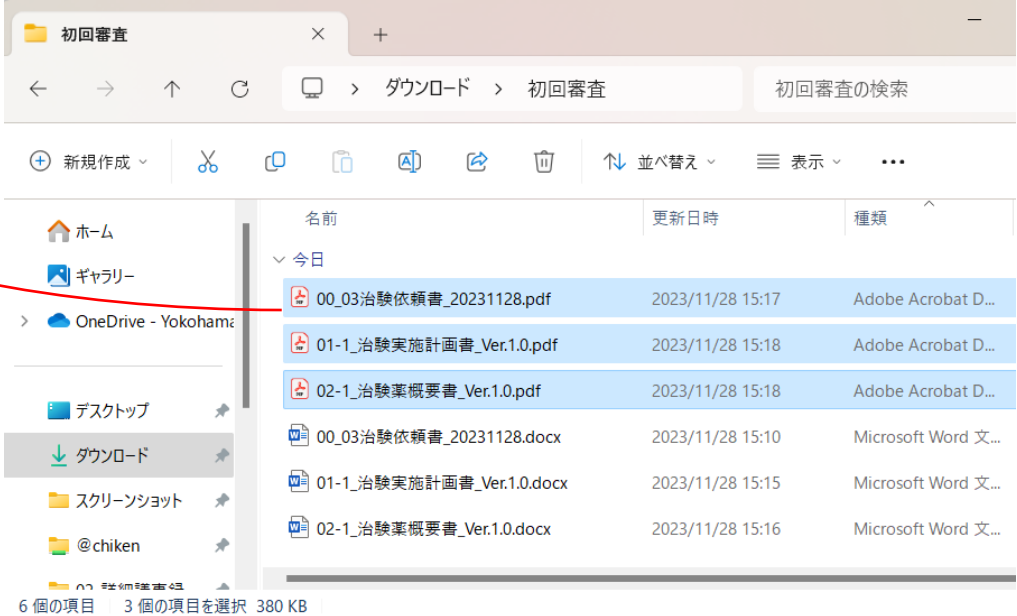 初回審査
ダウンロード 初回審査
初回審査の検索
新規作成
並べ替え
表示
名前 更新日時 種類
ホーム
ギャラリー
OneDrive - Yokohama
デスクトップ
ダウンロード
スクリーンショット
@chiken
今日
00_03治験依頼書_20231128.pdf 2023/11/28 15:17 Adobe Acrobat D...
01-1_治験実施計画書_Ver.1.0.pdf 2023/11/28 15:18 Adobe Acrobat D...
02-1_治験薬概要書_Ver.1.0.pdf 2023/11/28 15:18 Adobe Acrobat D...
00_03治験依頼書_20231128.docx 2023/11/28 15:10 Microsoft Word 文...
01-1_治験実施計画書_Ver.1.0.docx 2023/11/28 15:15 Microsoft Word 文...
02-1_治験薬概要書_Ver.1.0.docx 2023/11/28 15:16 Microsoft Word 文...
6 個の項目 3 個の項目を選択 380 KB